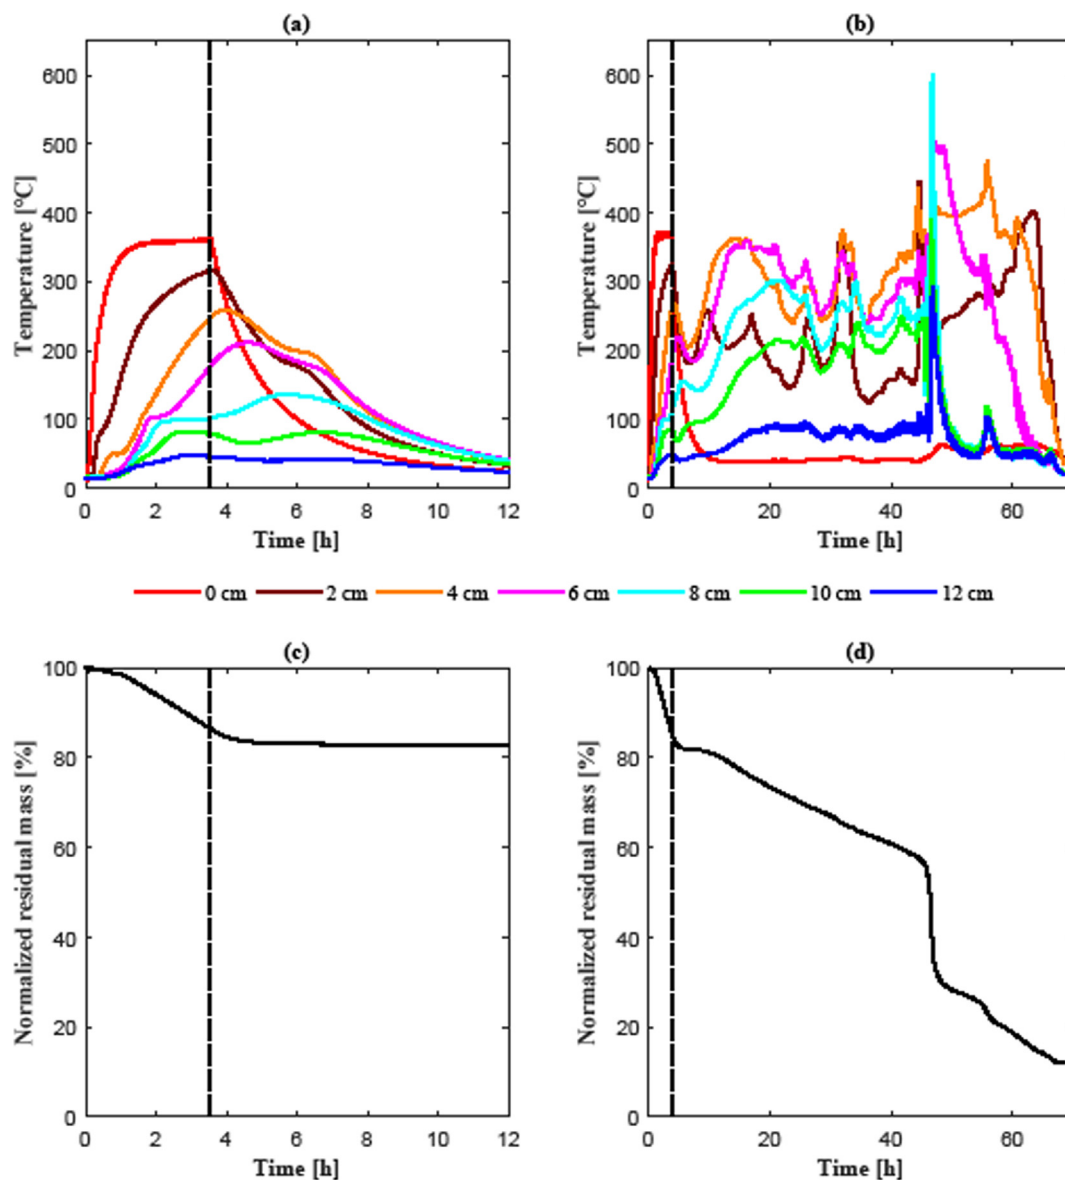 (a) (b)
600 600
500 500
400 400
300 300
200 200
100 100
0 0
Temperature [°C] Temperature [°C]
0 2 4 6 8 10 12 0 20 40 60
Time [h] Time [h]
0 cm 2 cm 4 cm 6 cm 8 cm 10 cm 12 cm
(c) (d)
100 100
80 80
60 60
40 40
20 20
0 0
Normalized residual mass [%] Normalized residual mass [%]
0 2 4 6 8 10 12 0 20 40 60
Time [h] Time [h]